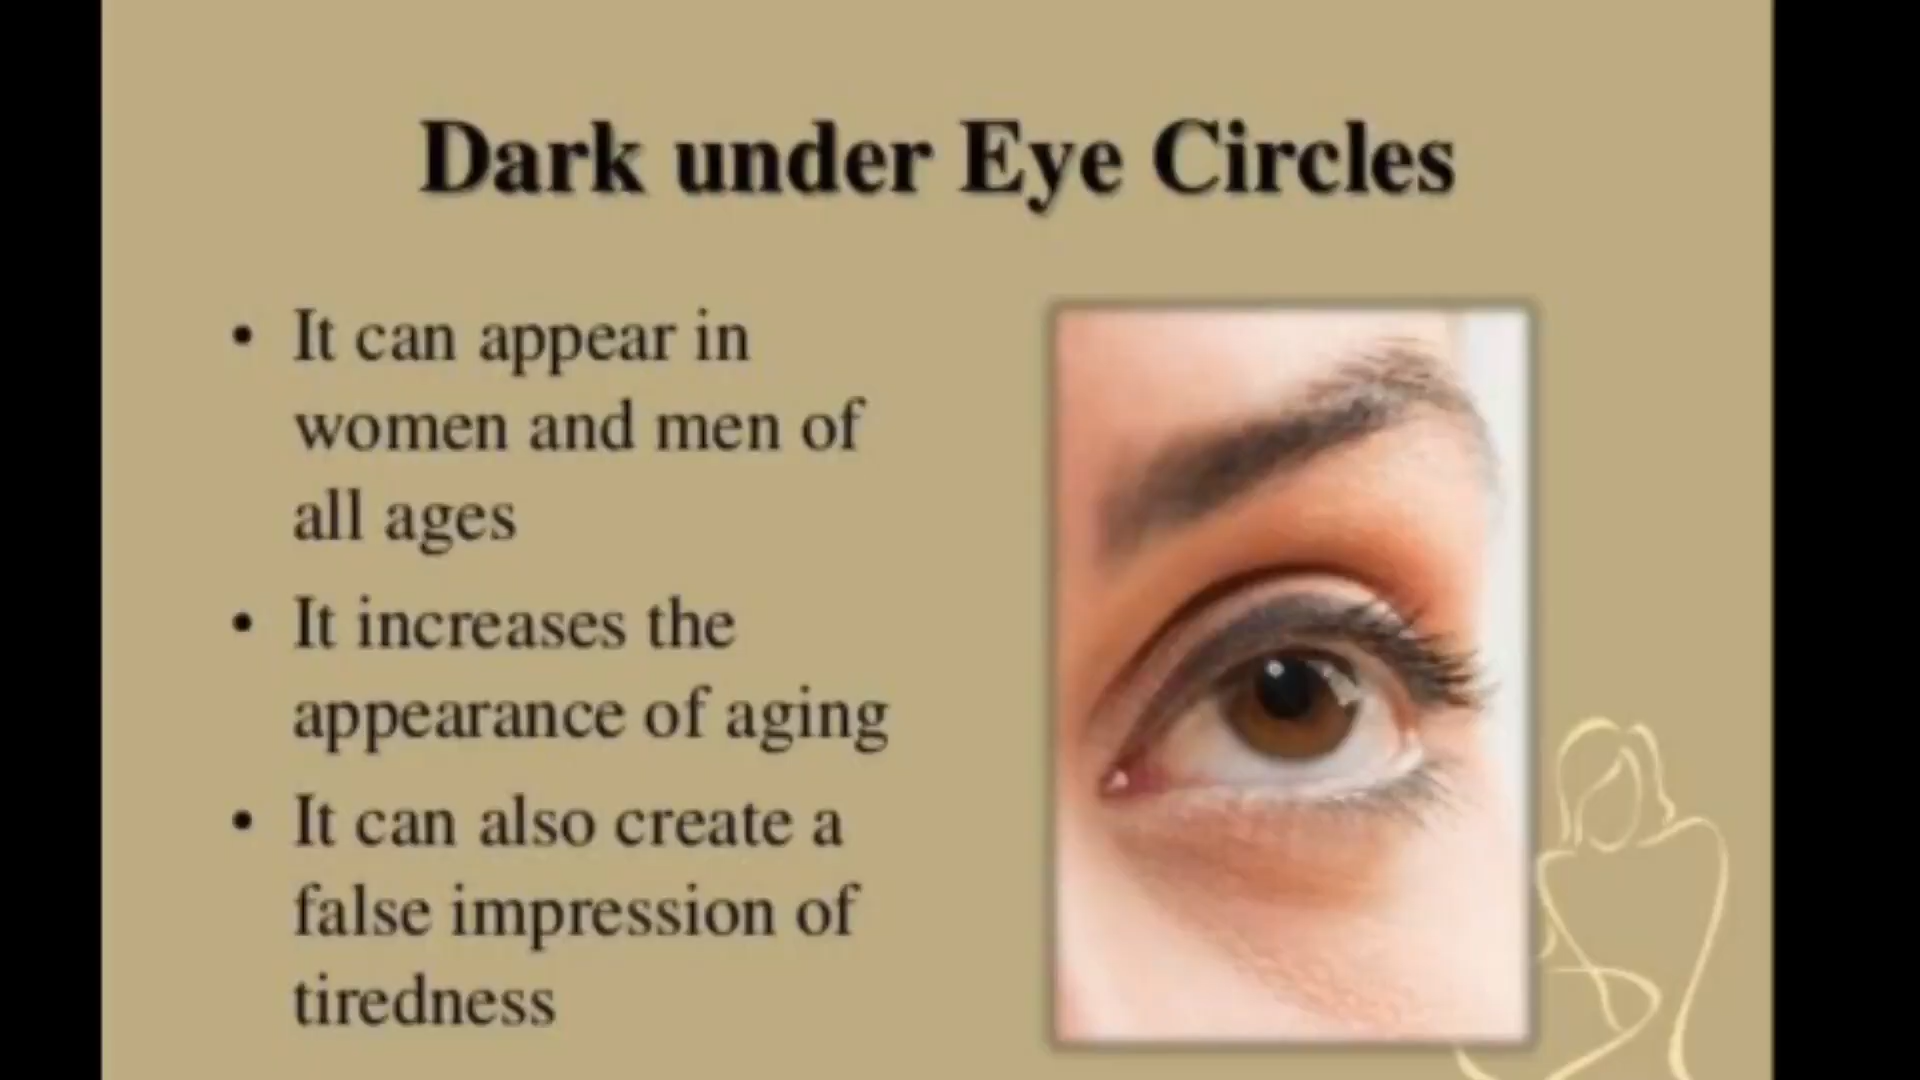 Dark under Eye Circles
• It can appear in
women and men of
all ages
• It increases the
appearance of aging
• It can also create a
false impression of
tiredness